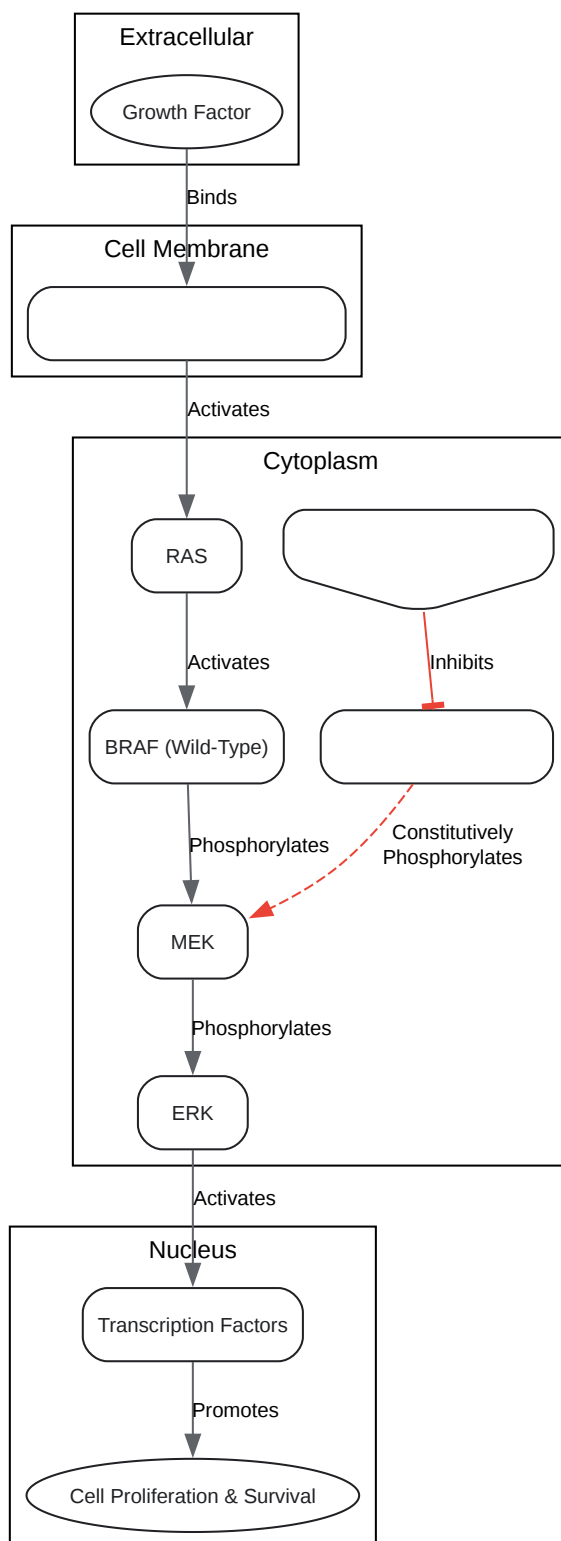 Extracellular
Growth Factor
Binds
Cell Membrane
Activates
Cytoplasm
RAS
Activates
Inhibits
BRAF (Wild-Type)
Phosphorylates
Constitutively
Phosphorylates
MEK
Phosphorylates
ERK
Activates
Nucleus
Transcription Factors
Promotes
Cell Proliferation & Survival